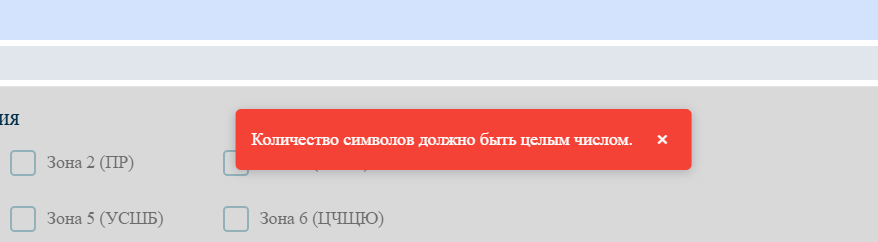 ия
Количество символов должно быть целым числом. ×
Зона 2 (ПР)
Зона 5 (УСШБ)
Зона 6 (ЦЧЩЮ)